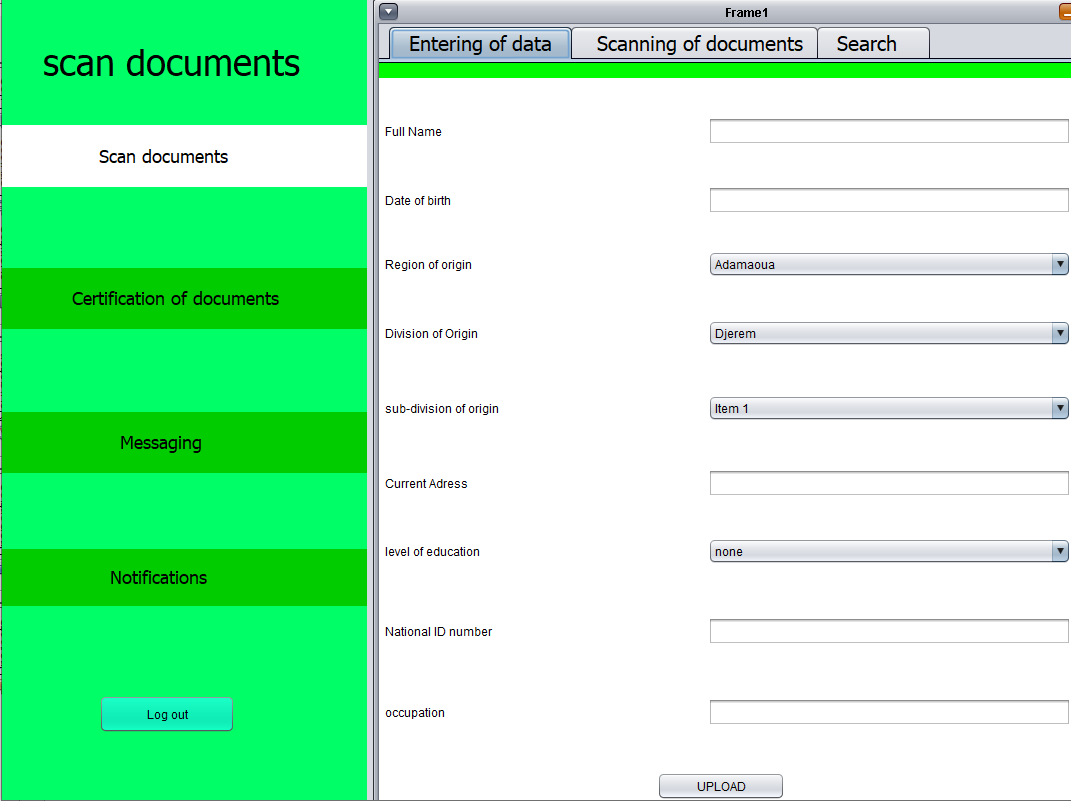 scan documents
Scan documents
Certification of documents
Messaging
Notifications
Log out
Frame1
Entering of data
Scanning of documents
Search
Full Name
Date of birth
Region of origin
Adamaoua
Division of Origin
Djerem
sub-division of origin
Item 1
Current Adress
level of education
none
National ID number
occupation
UPLOAD